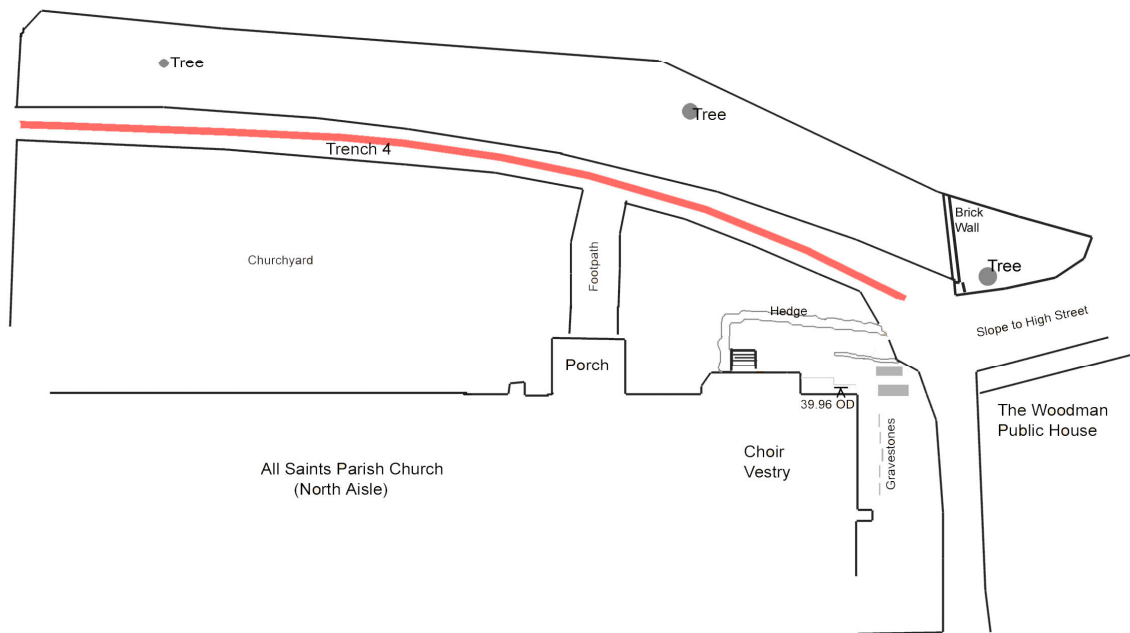 Tree
Tree
Trench 4
Brick
Wall
Tree
Churchyard
Footpath
Hedge
Slope to High Street
Porch
39.96 OD
The Woodman
Public House
Choir
Vestry
Gravestones
All Saints Parish Church
(North Aisle)